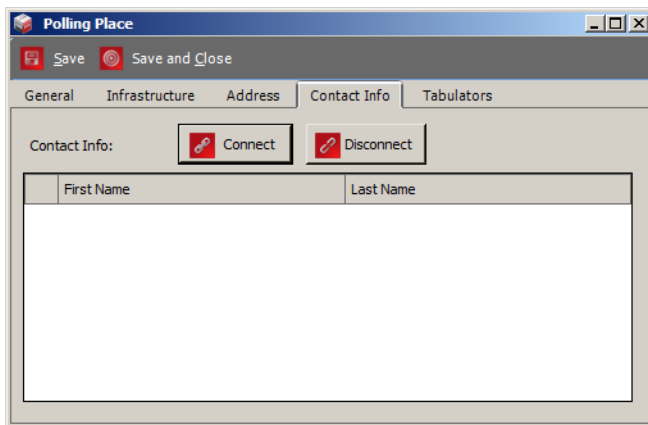 Polling Place
Save Save and Close
General Infrastructure Address Contact Info Tabulators
Contact Info: Connect Disconnect
First Name Last Name